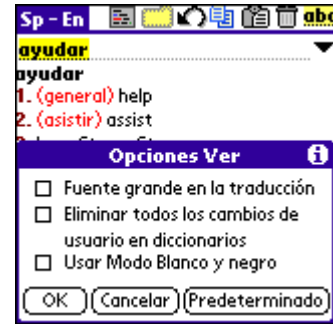 Sp - En abc
ayudar
ayudar
1. (general) help
2. (asistir) assist
Opciones Ver i
Fuente grande en la traducción
Eliminar todos los cambios de
usuario en diccionarios
Usar Modo Blanco y negro
OK Cancelar Predeterminado